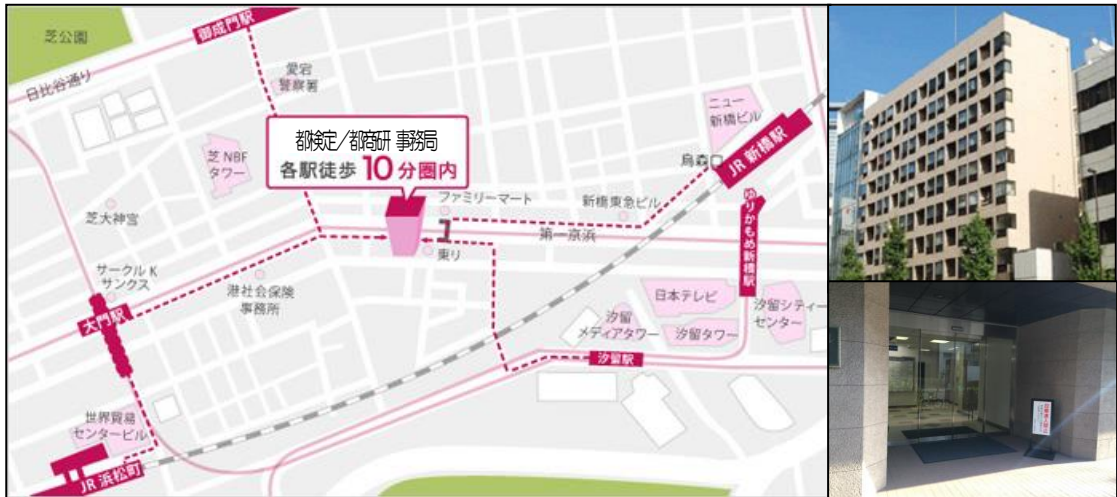 芝公園
御成門駅
日比谷通り
愛宕
警察署
ニュー
新橋ビル
JR 新橋駅
烏森口
都検定/都商研 事務局
各駅徒歩 10 分圏内
芝 NBF
タワー
ファミリーマート
新橋東急ビル
第一京浜
東リ
ゆりかもめ新橋駅
芝大神宮
サークル K
サンクス
大門駅
港社会保険
事務所
日本テレビ
汐留
メディアタワー
汐留タワー
汐留シティー
センター
汐留駅
世界貿易
センタービル
JR 浜松町